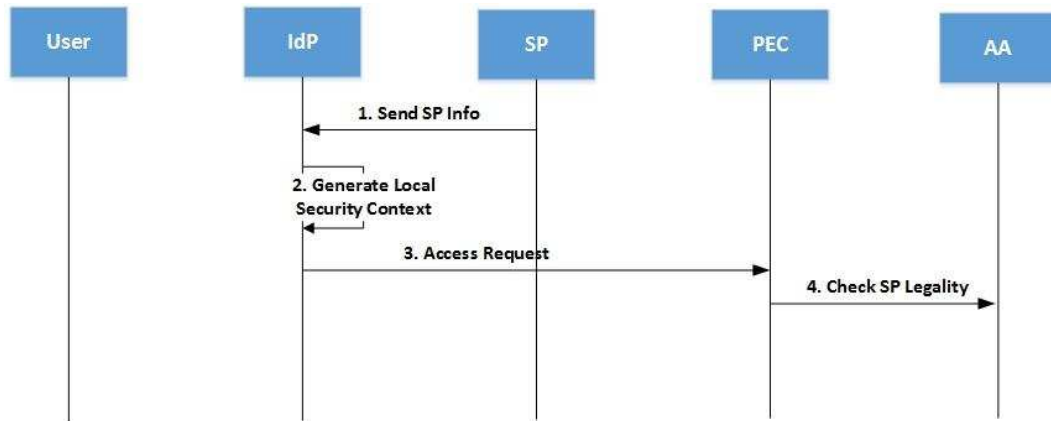 User
IdP
SP
PEC
AA
1. Send SP Info
2. Generate Local
Security Context
3. Access Request
4. Check SP Legality